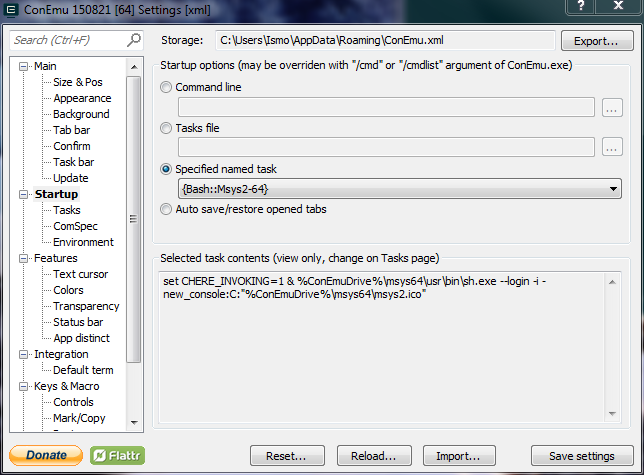 ConEmu 150821 [64] Settings [xml]
Search (Ctrl+F)
Storage: C:\Users\Ismo\AppData\Roaming\ConEmu.xml Export...
Main
Size & Pos
Appearance
Background
Tab bar
Confirm
Task bar
Update
Startup
Tasks
ComSpec
Environment
Features
Text cursor
Colors
Transparency
Status bar
App distinct
Integration
Default term
Keys & Macro
Controls
Mark/Copy
Startup options (may be overriden with "/cmd" or "/cmdlist" argument of ConEmu.exe)
Command line
...
Tasks file
...
Specified named task
{Bash::Msys2-64}
Auto save/restore opened tabs
Selected task contents (view only, change on Tasks page)
set CHERE_INVOKING=1 & %ConEmuDrive%\msys64\usr\bin\sh.exe --login -i -
new_console:C:"%ConEmuDrive%\msys64\msys2.ico"
Donate Flattr Reset... Reload... Import... Save settings